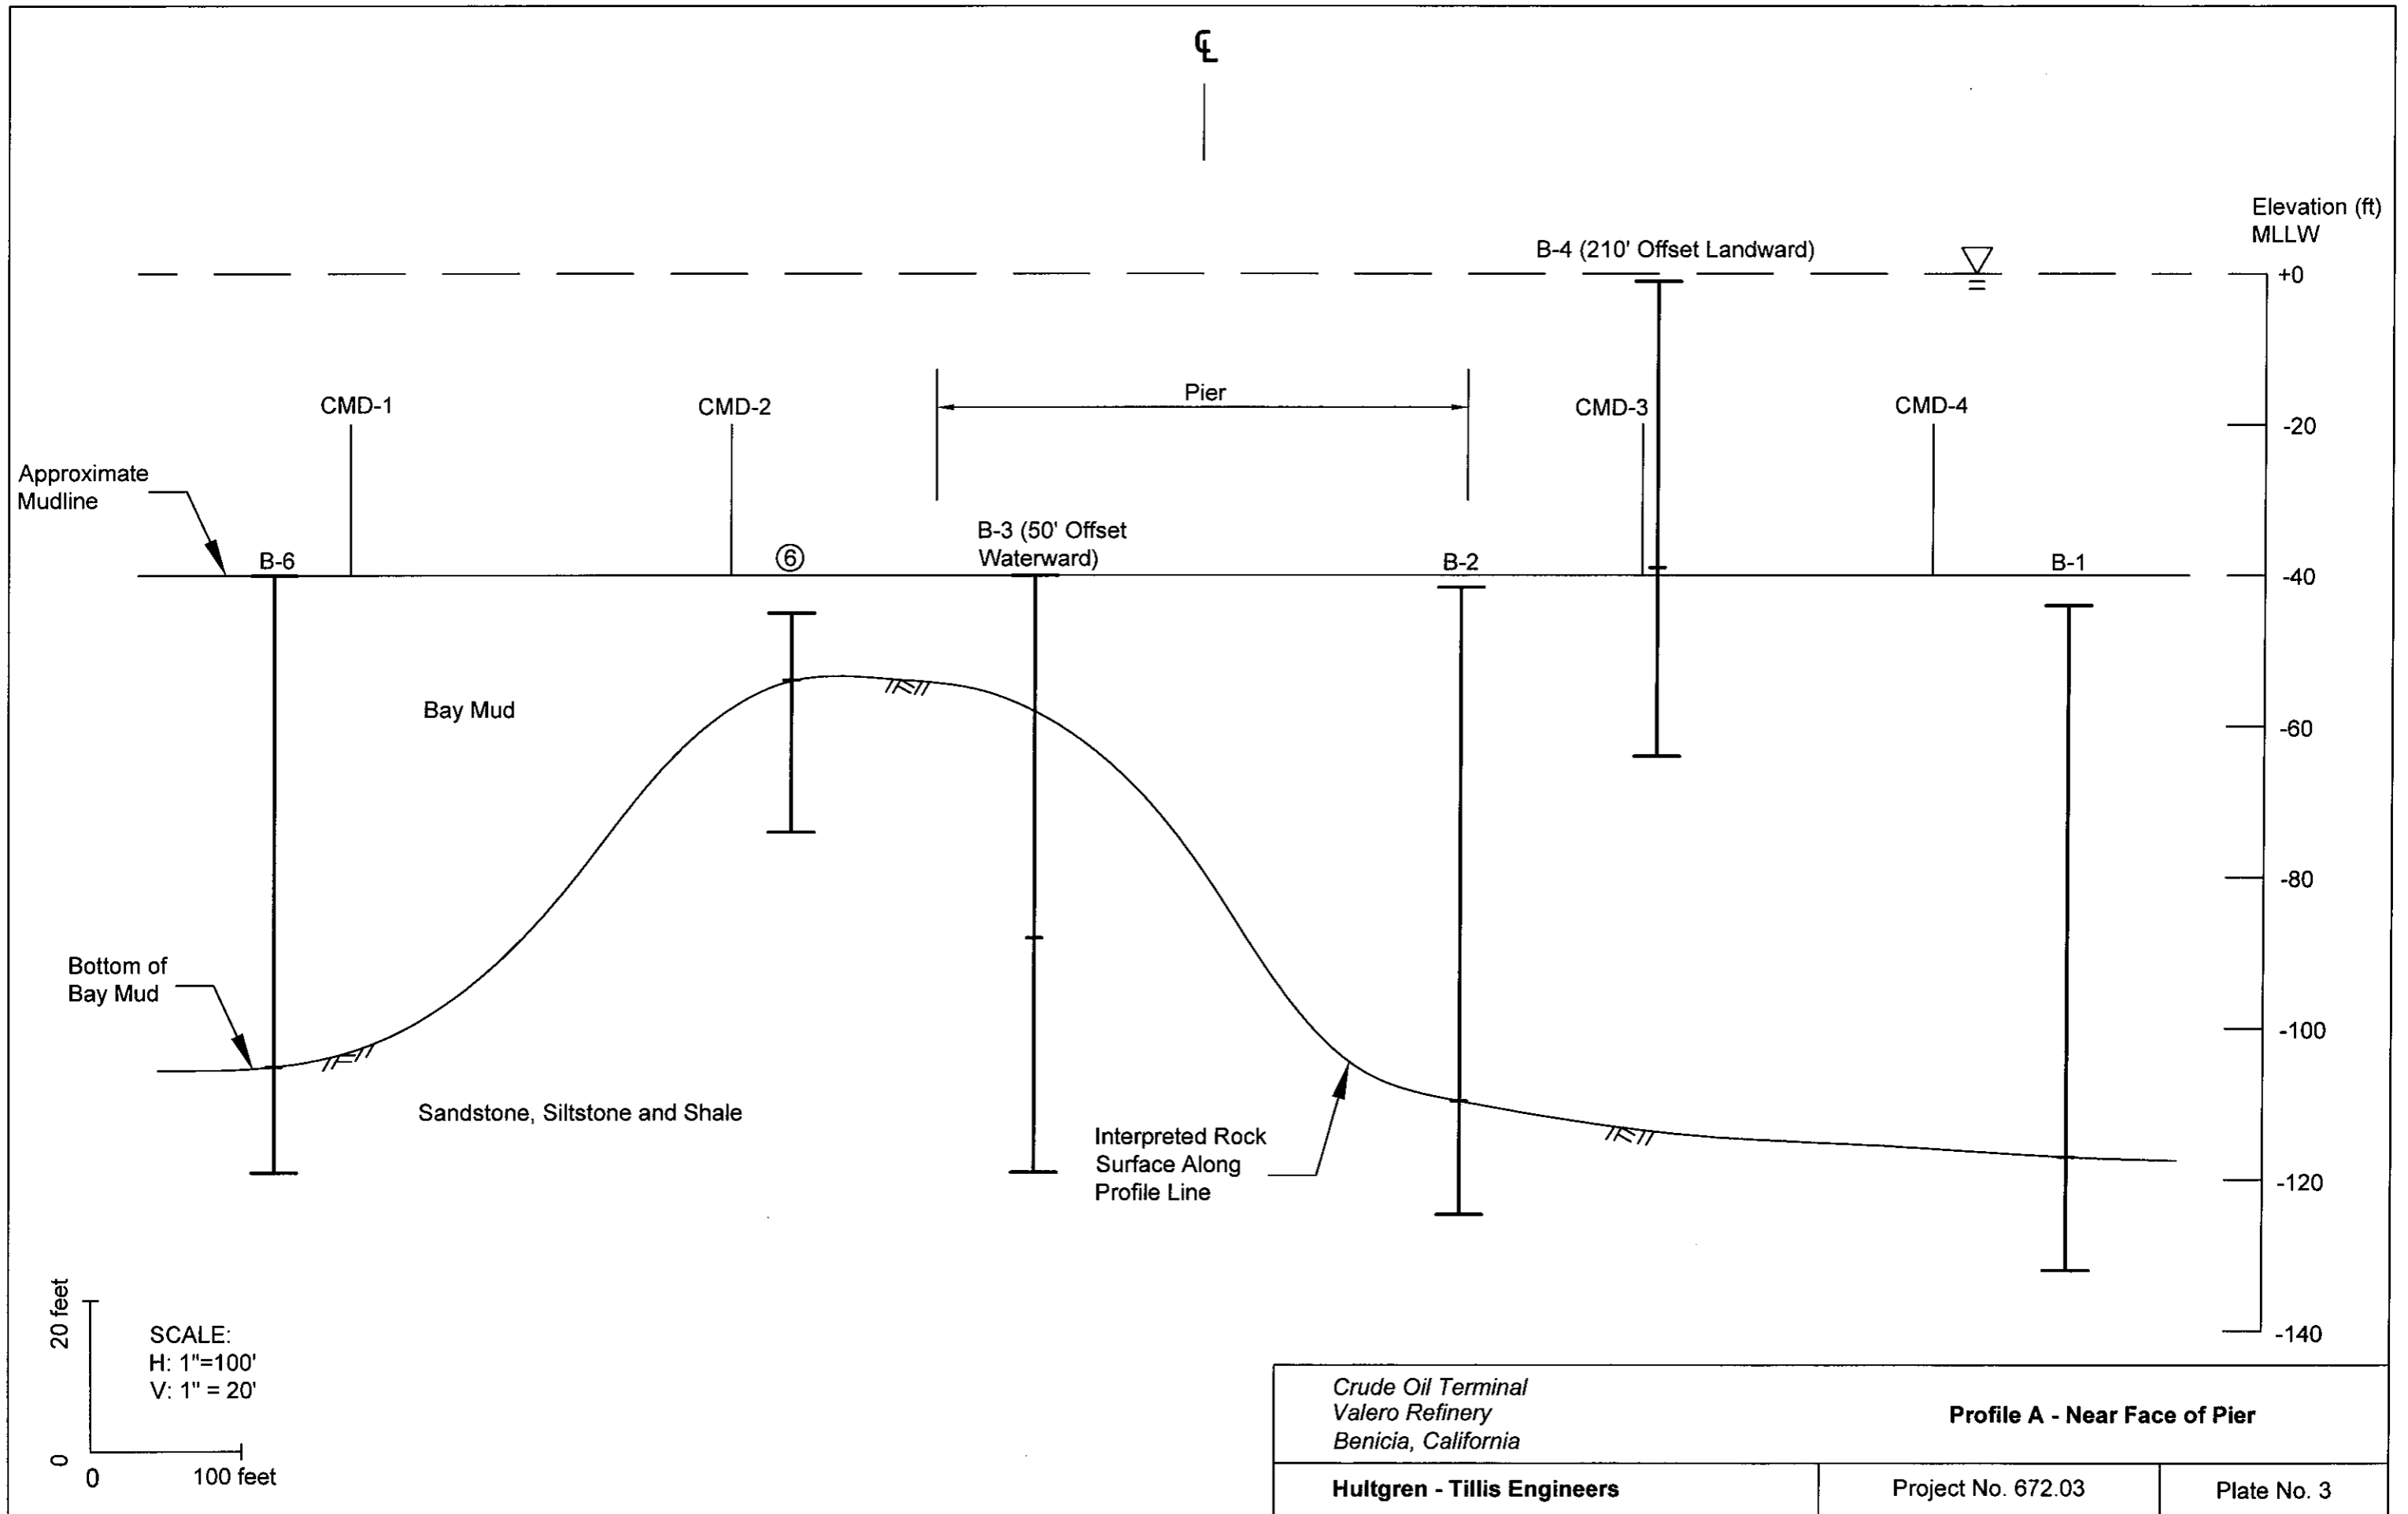 ℄
Elevation (ft)
MLLW
B-4 (210' Offset Landward)
+0
Pier
CMD-1
CMD-2
CMD-3
CMD-4
-20
Approximate
Mudline
B-3 (50' Offset
Waterward)
B-6
⑥
B-2
B-1
-40
Bay Mud
-60
-80
Bottom of
Bay Mud
-100
Sandstone, Siltstone and Shale
Interpreted Rock
Surface Along
Profile Line
-120
20 feet
0
SCALE:
H: 1"=100'
V: 1" = 20'
-140
0
100 feet
Crude Oil Terminal
Valero Refinery
Benicia, California
Profile A - Near Face of Pier
Hultgren - Tillis Engineers
Project No. 672.03
Plate No. 3